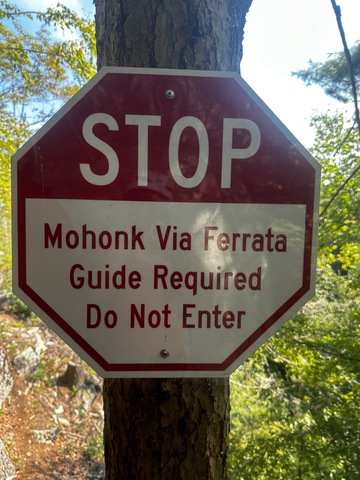 STOP
Mohonk Via Ferrata
Guide Required
Do Not Enter